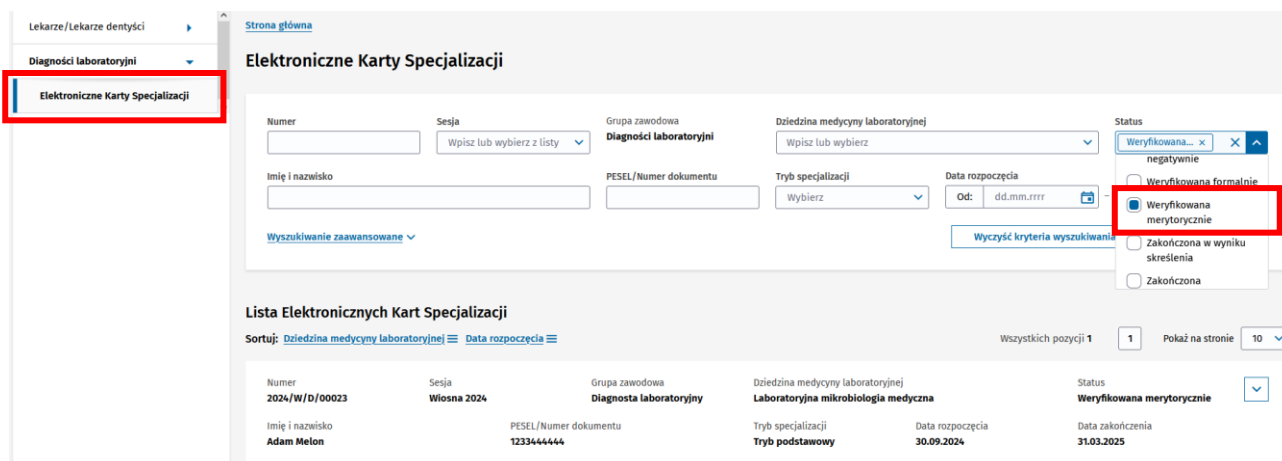 Lekarze/Lekarze dentyści
Diagności laboratoryjni
Elektroniczne Karty Specjalizacji
Strona główna
Elektroniczne Karty Specjalizacji
Numer
Sesja
Grupa zawodowa
Dziedzina medycyny laboratoryjnej
Status
Wpisz lub wybierz z listy
Diagności laboratoryjni
Wpisz lub wybierz
Weryfikowana... ×
negatywnie
Weryfikowana formalnie
Weryfikowana
merytorycznie
Zakończona w wyniku
skreślenia
Zakończona
Imię i nazwisko
PESEL/Numer dokumentu
Tryb specjalizacji
Data rozpoczęcia
Wybierz
Od: dd.mm.rrrr –
Wyszukiwanie zaawansowane
Wyczyść kryteria wyszukiwania
Lista Elektronicznych Kart Specjalizacji
Sortuj: Dziedzina medycyny laboratoryjnej Data rozpoczęcia
Wszystkich pozycji 1 1 Pokaż na stronie 10
Numer Sesja Grupa zawodowa Dziedzina medycyny laboratoryjnej Status
2024/W/D/00023 Wiosna 2024 Diagnosta laboratoryjny Laboratoryjna mikrobiologia medyczna Weryfikowana merytorycznie
Imię i nazwisko PESEL/Numer dokumentu Tryb specjalizacji Data rozpoczęcia Data zakończenia
Adam Melon 1233444444 Tryb podstawowy 30.09.2024 31.03.2025